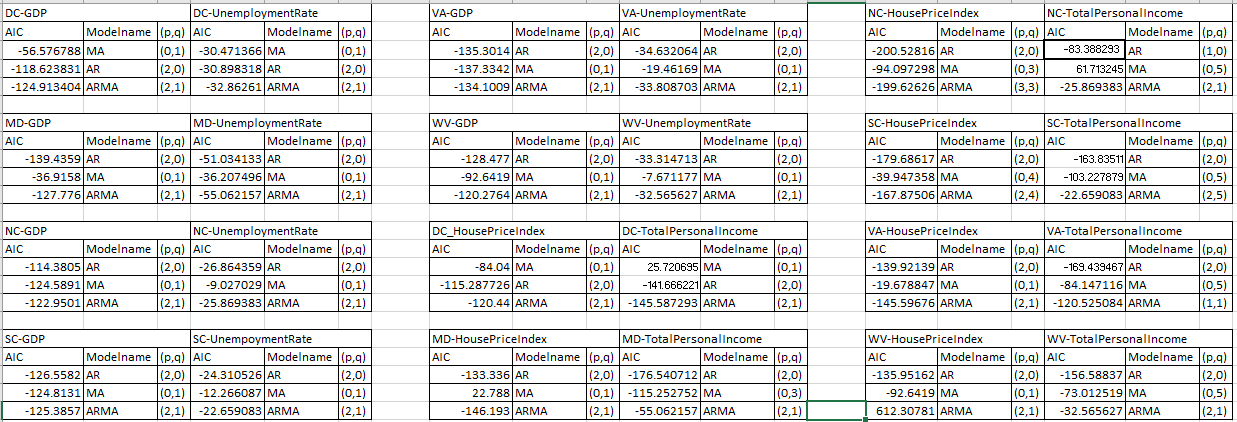 DC-GDP DC-UnemploymentRate VA-GDP VA-UnemploymentRate NC-HousePriceIndex NC-TotalPersonalIncome
AIC Modelname (p,q) AIC Modelname (p,q) AIC Modelname (p,q) AIC Modelname (p,q) AIC Modelname (p,q) AIC Modelname (p,q)
-56.576788 MA (0,1) -30.471366 MA (0,1) -135.3014 AR (2,0) -34.632064 AR (2,0) -200.52816 AR (2,0) -83.388293 AR (1,0)
-118.623831 AR (2,0) -30.898318 AR (2,0) -137.3342 MA (0,1) -19.46169 MA (0,1) -94.097298 MA (0,3) 61.713245 MA (0,5)
-124.913404 ARMA (2,1) -32.86261 ARMA (2,1) -134.1009 ARMA (2,1) -33.808703 ARMA (2,1) -199.62626 ARMA (3,3) -25.869383 ARMA (2,1)
MD-GDP MD-UnemploymentRate WV-GDP WV-UnemploymentRate SC-HousePriceIndex SC-TotalPersonalIncome
AIC Modelname (p,q) AIC Modelname (p,q) AIC Modelname (p,q) AIC Modelname (p,q) AIC Modelname (p,q) AIC Modelname (p,q)
-139.4359 AR (2,0) -51.034133 AR (2,0) -128.477 AR (2,0) -33.314713 AR (2,0) -179.68617 AR (2,0) -163.83511 AR (2,0)
-36.9158 MA (0,1) -36.207496 MA (0,1) -92.6419 MA (0,1) -7.671177 MA (0,1) -39.947358 MA (0,4) -103.227879 MA (0,5)
-127.776 ARMA (2,1) -55.062157 ARMA (2,1) -120.2764 ARMA (2,1) -32.565627 ARMA (2,1) -167.87506 ARMA (2,4) -22.659083 ARMA (2,5)
NC-GDP NC-UnemploymentRate DC_HousePriceIndex DC-TotalPersonalIncome VA-HousePriceIndex VA-TotalPersonalIncome
AIC Modelname (p,q) AIC Modelname (p,q) AIC Modelname (p,q) AIC Modelname (p,q) AIC Modelname (p,q) AIC Modelname (p,q)
-114.3805 AR (2,0) -26.864359 AR (2,0) -84.04 MA (0,1) 25.720695 MA (0,1) -139.92139 AR (2,0) -169.439467 AR (2,0)
-124.5891 MA (0,1) -9.027029 MA (0,1) -115.287726 AR (2,0) -141.666221 AR (2,0) -19.678847 MA (0,1) -84.147116 MA (0,5)
-122.9501 ARMA (2,1) -25.869383 ARMA (2,1) -120.44 ARMA (2,1) -145.587293 ARMA (2,1) -145.59676 ARMA (2,1) -120.525084 ARMA (1,1)
SC-GDP SC-UnempoymentRate MD-HousePriceIndex MD-TotalPersonalIncome WV-HousePriceIndex WV-TotalPersonalIncome
AIC Modelname (p,q) AIC Modelname (p,q) AIC Modelname (p,q) AIC Modelname (p,q) AIC Modelname (p,q) AIC Modelname (p,q)
-126.5582 AR (2,0) -24.310526 AR (2,0) -133.336 AR (2,0) -176.540712 AR (2,0) -135.95162 AR (2,0) -156.58837 AR (2,0)
-124.8131 MA (0,1) -12.266087 MA (0,1) 22.788 MA (0,1) -115.252752 MA (0,3) -92.6419 MA (0,1) -73.012519 MA (0,5)
-125.3857 ARMA (2,1) -22.659083 ARMA (2,1) -146.193 ARMA (2,1) -55.062157 ARMA (2,1) 612.30781 ARMA (2,1) -32.565627 ARMA (2,1)